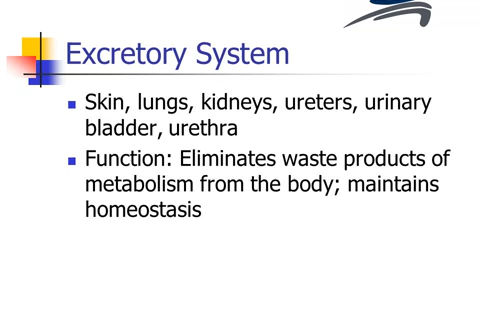 Excretory System
Skin, lungs, kidneys, ureters, urinary
bladder, urethra
Function: Eliminates waste products of
metabolism from the body; maintains
homeostasis